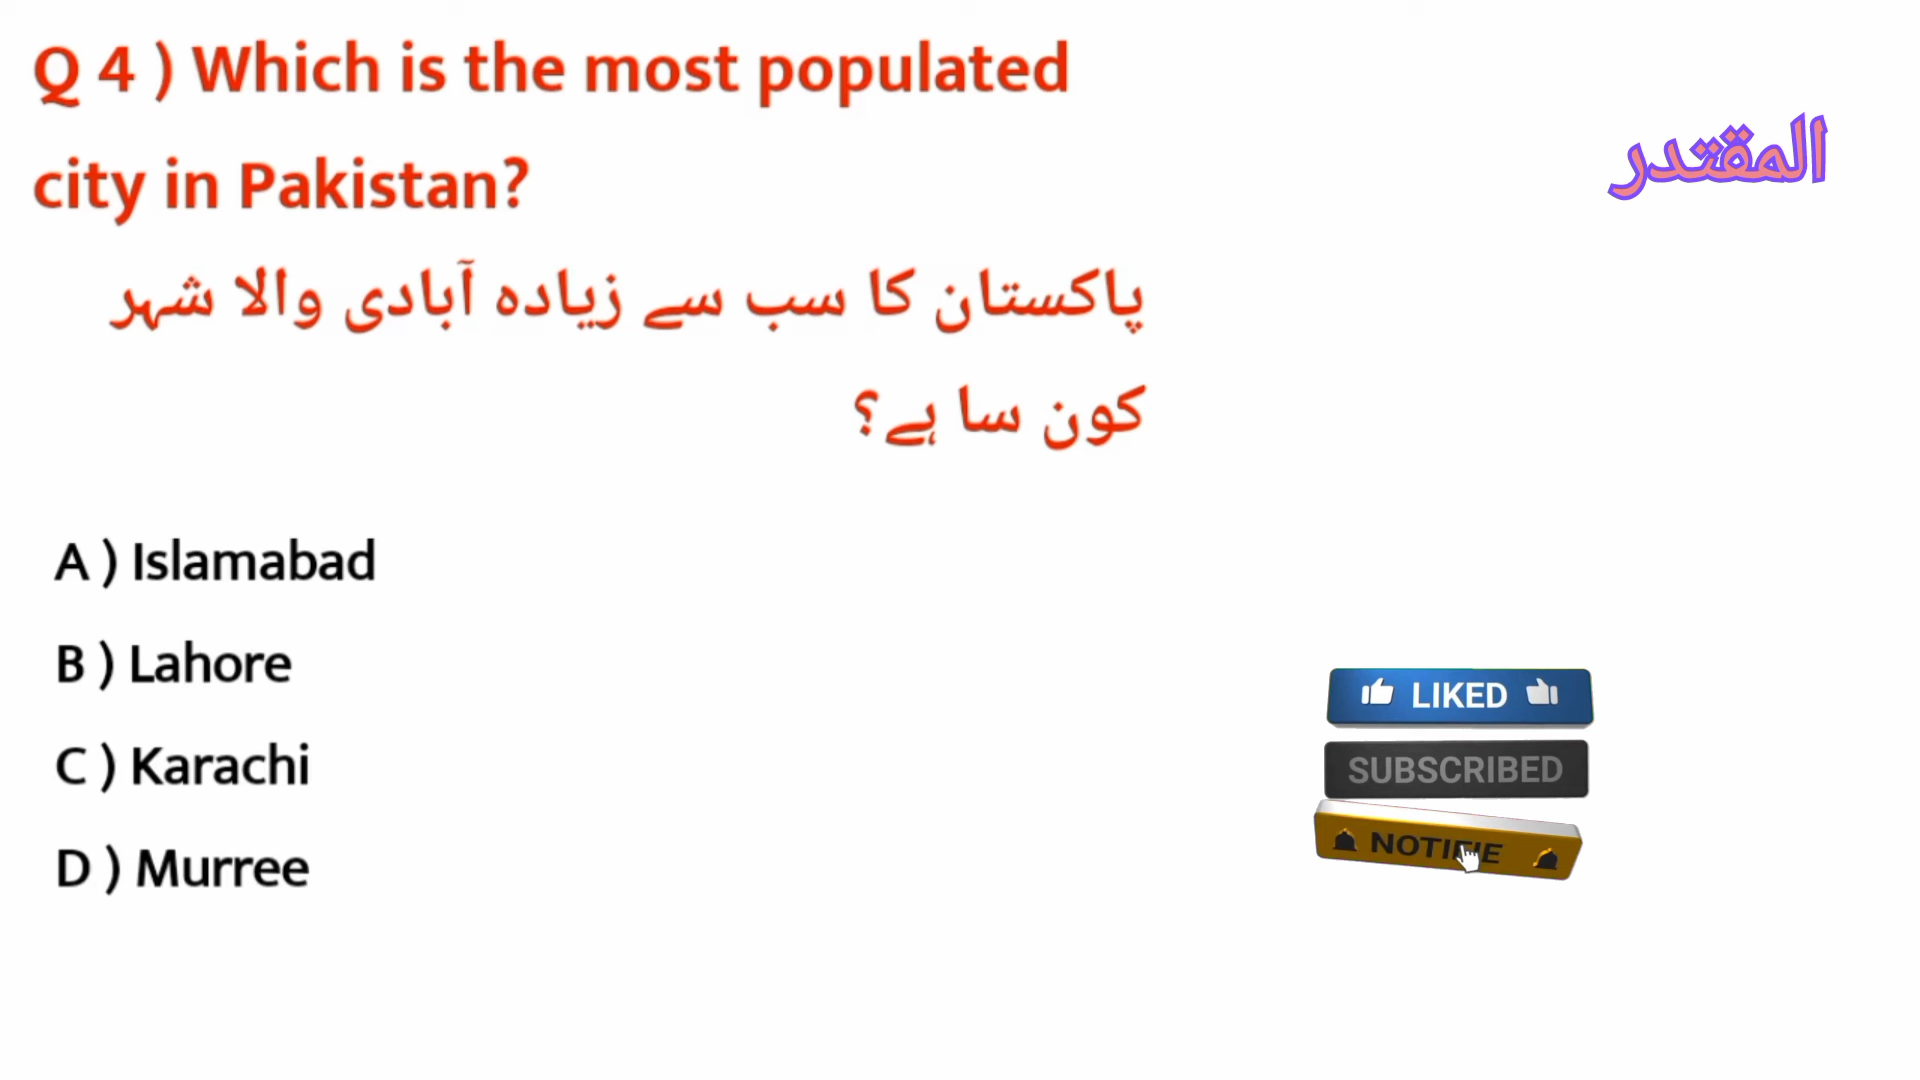 Q 4 ) Which is the most populated
city in Pakistan?
المقتدر
پاکستان کا سب سے زیادہ آبادی والا شہر
کون سا ہے؟
A ) Islamabad
B ) Lahore
C ) Karachi
D ) Murree
LIKED
SUBSCRIBED
NOTIFIE